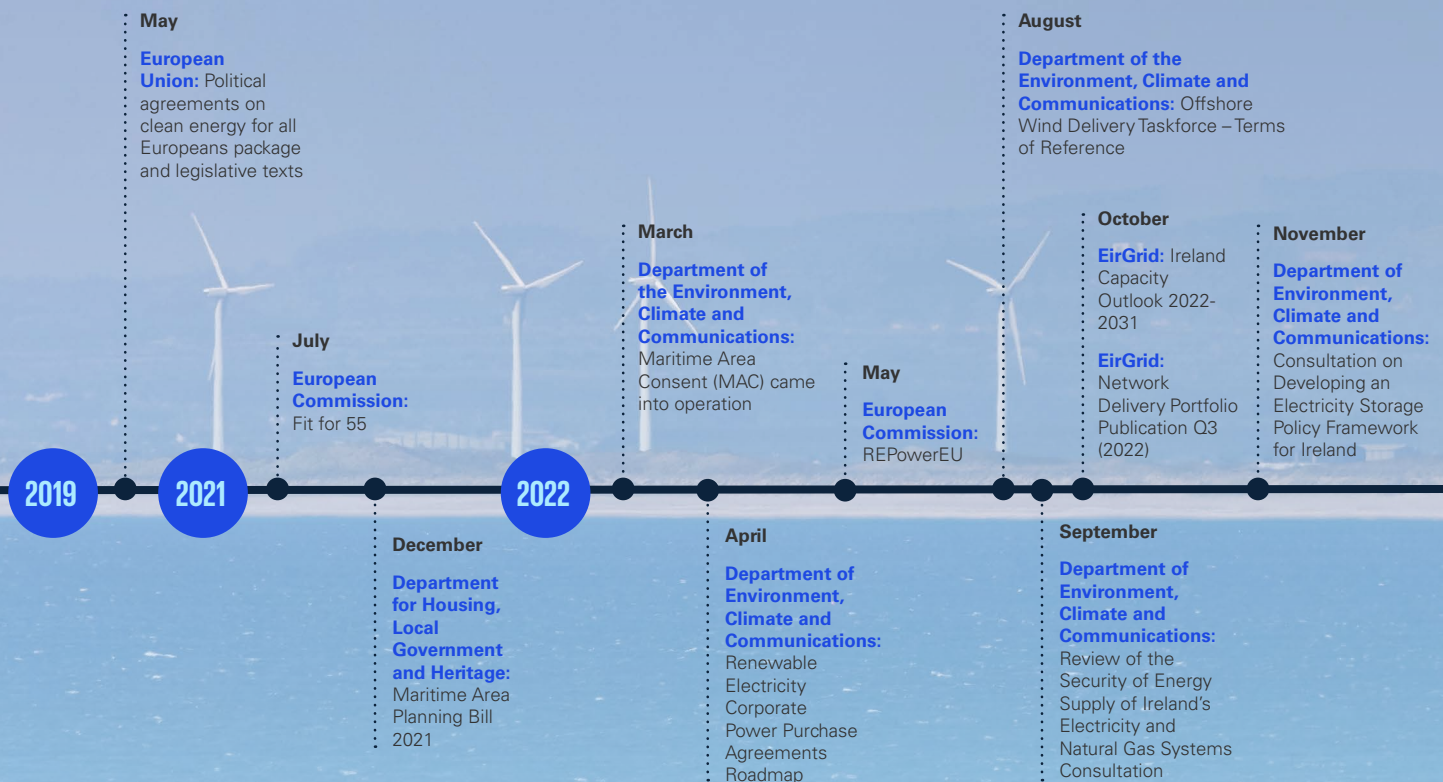 May
European
Union: Political
agreements on
clean energy for all
Europeans package
and legislative texts
August
Department of the
Environment, Climate and
Communications: Offshore
Wind Delivery Taskforce – Terms
of Reference
March
Department of
the Environment,
Climate and
Communications:
Maritime Area
Consent (MAC) came
into operation
October
EirGrid: Ireland
Capacity
Outlook 2022-
2031
EirGrid:
Network
Delivery Portfolio
Publication Q3
(2022)
November
Department of
Environment,
Climate and
Communications:
Consultation on
Developing an
Electricity Storage
Policy Framework
for Ireland
July
European
Commission:
Fit for 55
May
European
Commission:
REPowerEU
2019
2021
2022
December
Department
for Housing,
Local
Government
and Heritage:
Maritime Area
Planning Bill
2021
April
Department of
Environment,
Climate and
Communications:
Renewable
Electricity
Corporate
Power Purchase
Agreements
Roadmap
September
Department of
Environment,
Climate and
Communications:
Review of the
Security of Energy
Supply of Ireland's
Electricity and
Natural Gas Systems
Consultation